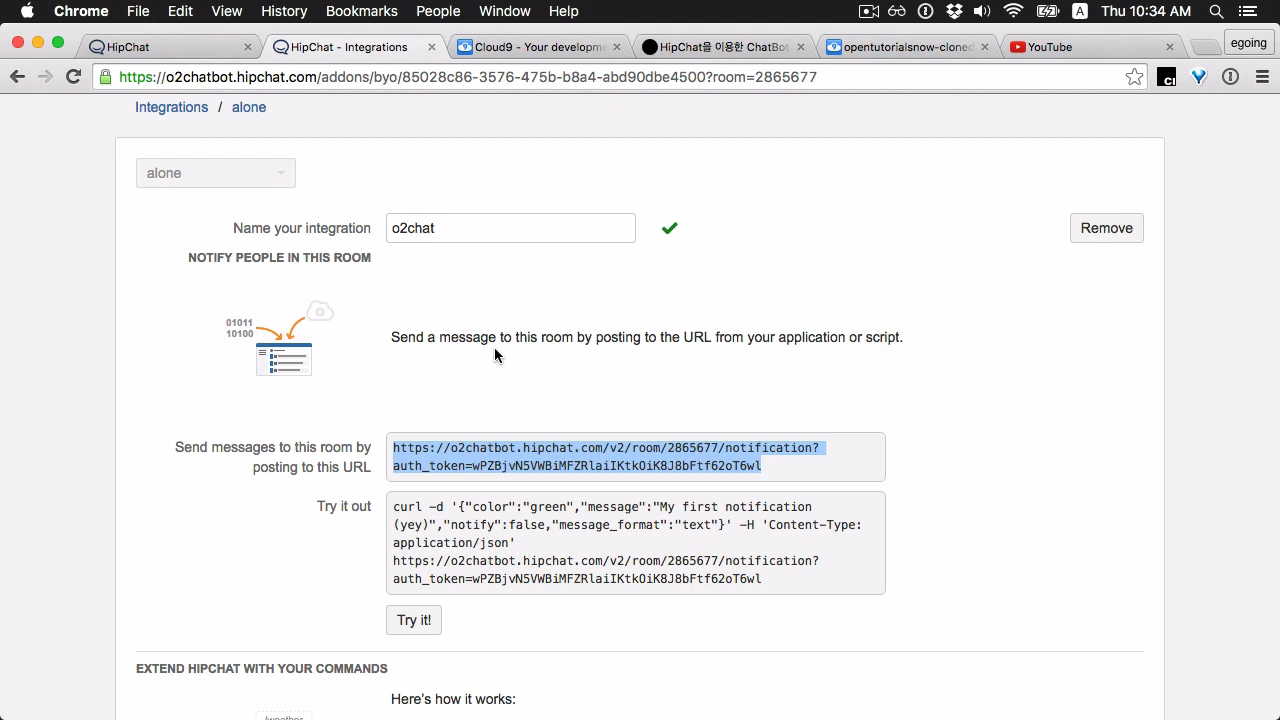 Chrome File Edit View History Bookmarks People Window Help A Thu 10:34 AM
HipChat HipChat - Integrations Cloud9 - Your developme HipChat을 이용한 ChatBot opentutorialsnow-cloned YouTube egoing
https://o2chatbot.hipchat.com/addons/byo/85028c86-3576-475b-b8a4-abd90dbe4500?room=2865677
Integrations / alone
alone
Name your integration o2chat Remove
NOTIFY PEOPLE IN THIS ROOM
01011
10100
Send a message to this room by posting to the URL from your application or script.
Send messages to this room by
posting to this URL
https://o2chatbot.hipchat.com/v2/room/2865677/notification?
auth_token=wPZBjvN5VWBiMFZRlaiIKtkOiK8J8bFtf62oT6wl
Try it out
curl -d '{"color":"green","message":"My first notification
(yey)","notify":false,"message_format":"text"}' -H 'Content-Type:
application/json'
https://o2chatbot.hipchat.com/v2/room/2865677/notification?
auth_token=wPZBjvN5VWBiMFZRlaiIKtkOiK8J8bFtf62oT6wl
Try it!
EXTEND HIPCHAT WITH YOUR COMMANDS
Here's how it works:
/weather